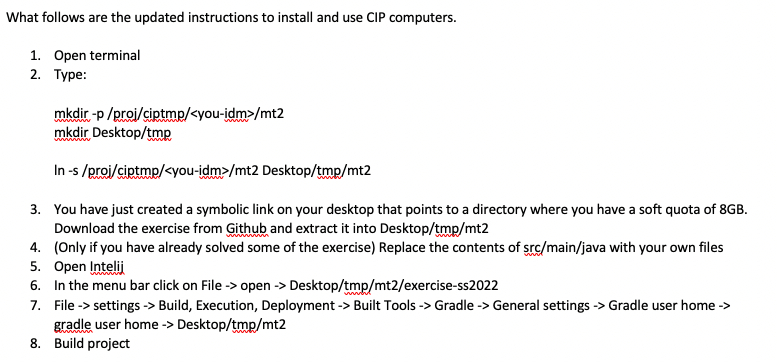 What follows are the updated instructions to install and use CIP computers.
1. Open terminal
2. Type:
mkdir -p /proj/ciptmp/<you-idm>/mt2
mkdir Desktop/tmp
ln -s /proj/ciptmp/<you-idm>/mt2 Desktop/tmp/mt2
3. You have just created a symbolic link on your desktop that points to a directory where you have a soft quota of 8GB.
Download the exercise from Github and extract it into Desktop/tmp/mt2
4. (Only if you have already solved some of the exercise) Replace the contents of src/main/java with your own files
5. Open Intelij
6. In the menu bar click on File -> open -> Desktop/tmp/mt2/exercise-ss2022
7. File -> settings -> Build, Execution, Deployment -> Built Tools -> Gradle -> General settings -> Gradle user home ->
gradle user home -> Desktop/tmp/mt2
8. Build project